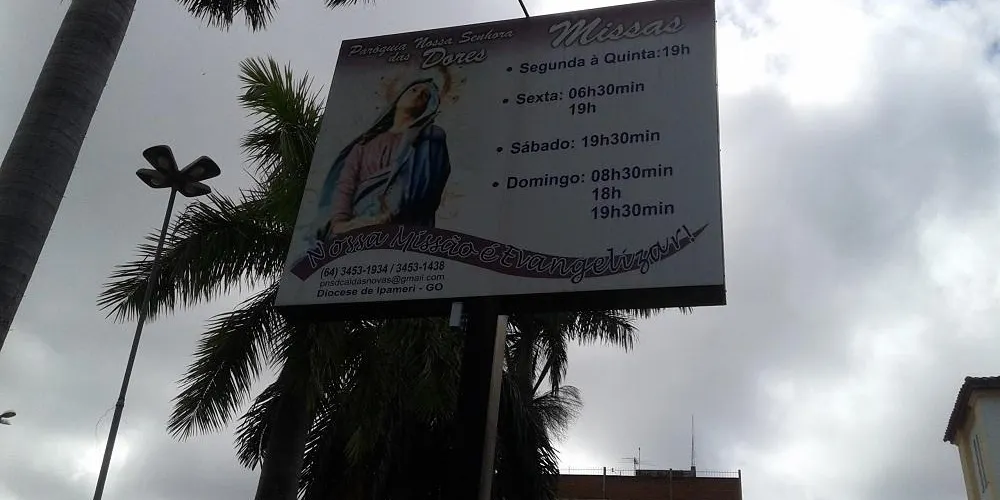 Paróquia Nossa Senhora
das Dores
Missas
• Segunda à Quinta:19h
• Sexta: 06h30min
19h
• Sábado: 19h30min
• Domingo: 08h30min
18h
19h30min
Nossa Missão é Evangelizar!
(64) 3453-1934 / 3453-1438
pnsdcaldasnovas@gmail.com
Diocese de Ipameri - GO